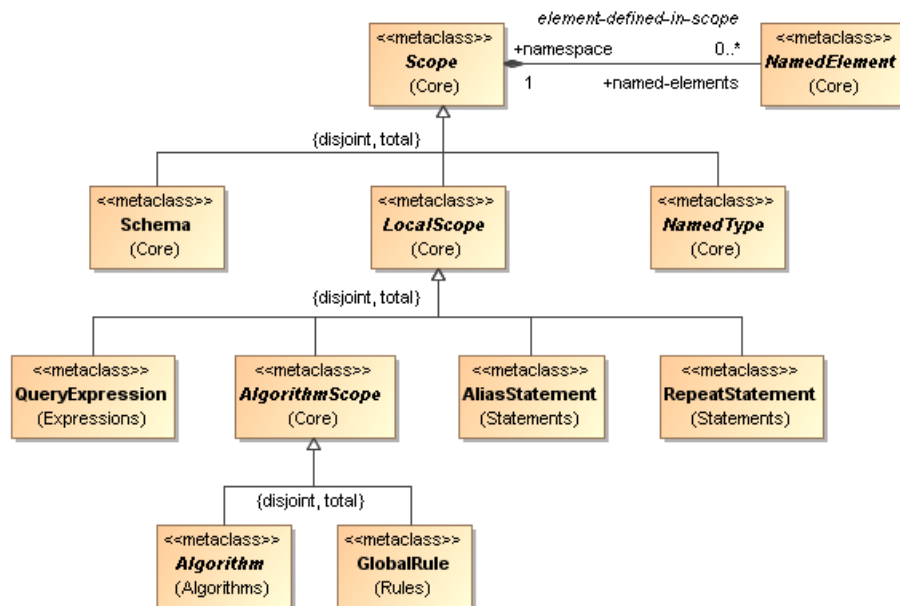 element-defined-in-scope
<<metaclass>>
Scope
(Core)
+namespace
0..*
1
+named-elements
<<metaclass>>
NamedElement
(Core)
{disjoint, total}
<<metaclass>>
Schema
(Core)
<<metaclass>>
LocalScope
(Core)
<<metaclass>>
NamedType
(Core)
{disjoint, total}
<<metaclass>>
QueryExpression
(Expressions)
<<metaclass>>
AlgorithmScope
(Core)
<<metaclass>>
AliasStatement
(Statements)
<<metaclass>>
RepeatStatement
(Statements)
{disjoint, total}
<<metaclass>>
Algorithm
(Algorithms)
<<metaclass>>
GlobalRule
(Rules)